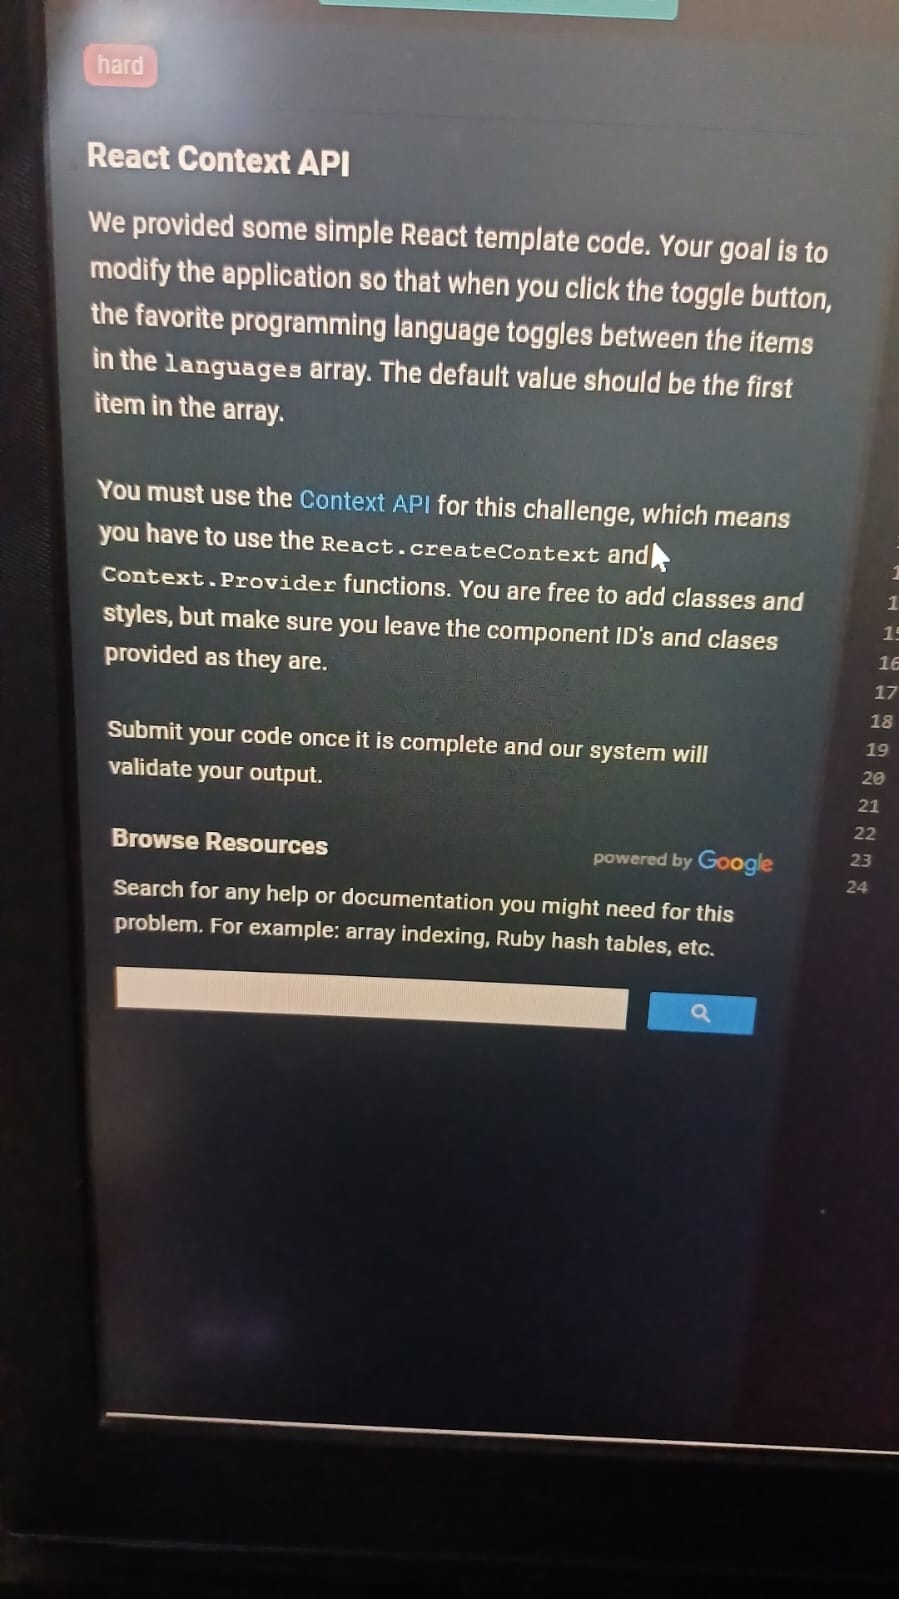 hard
React Context API
We provided some simple React template code. Your goal is to
modify the application so that when you click the toggle button,
the favorite programming language toggles between the items
in the languages array. The default value should be the first
item in the array.
You must use the Context API for this challenge, which means
you have to use the React.createContext and
Context.Provider functions. You are free to add classes and
styles, but make sure you leave the component ID's and clases
provided as they are.
Submit your code once it is complete and our system will
validate your output.
Browse Resources
powered by Google
Search for any help or documentation you might need for this
problem. For example: array indexing, Ruby hash tables, etc.
16
17
18
19
20
21
22
23
24